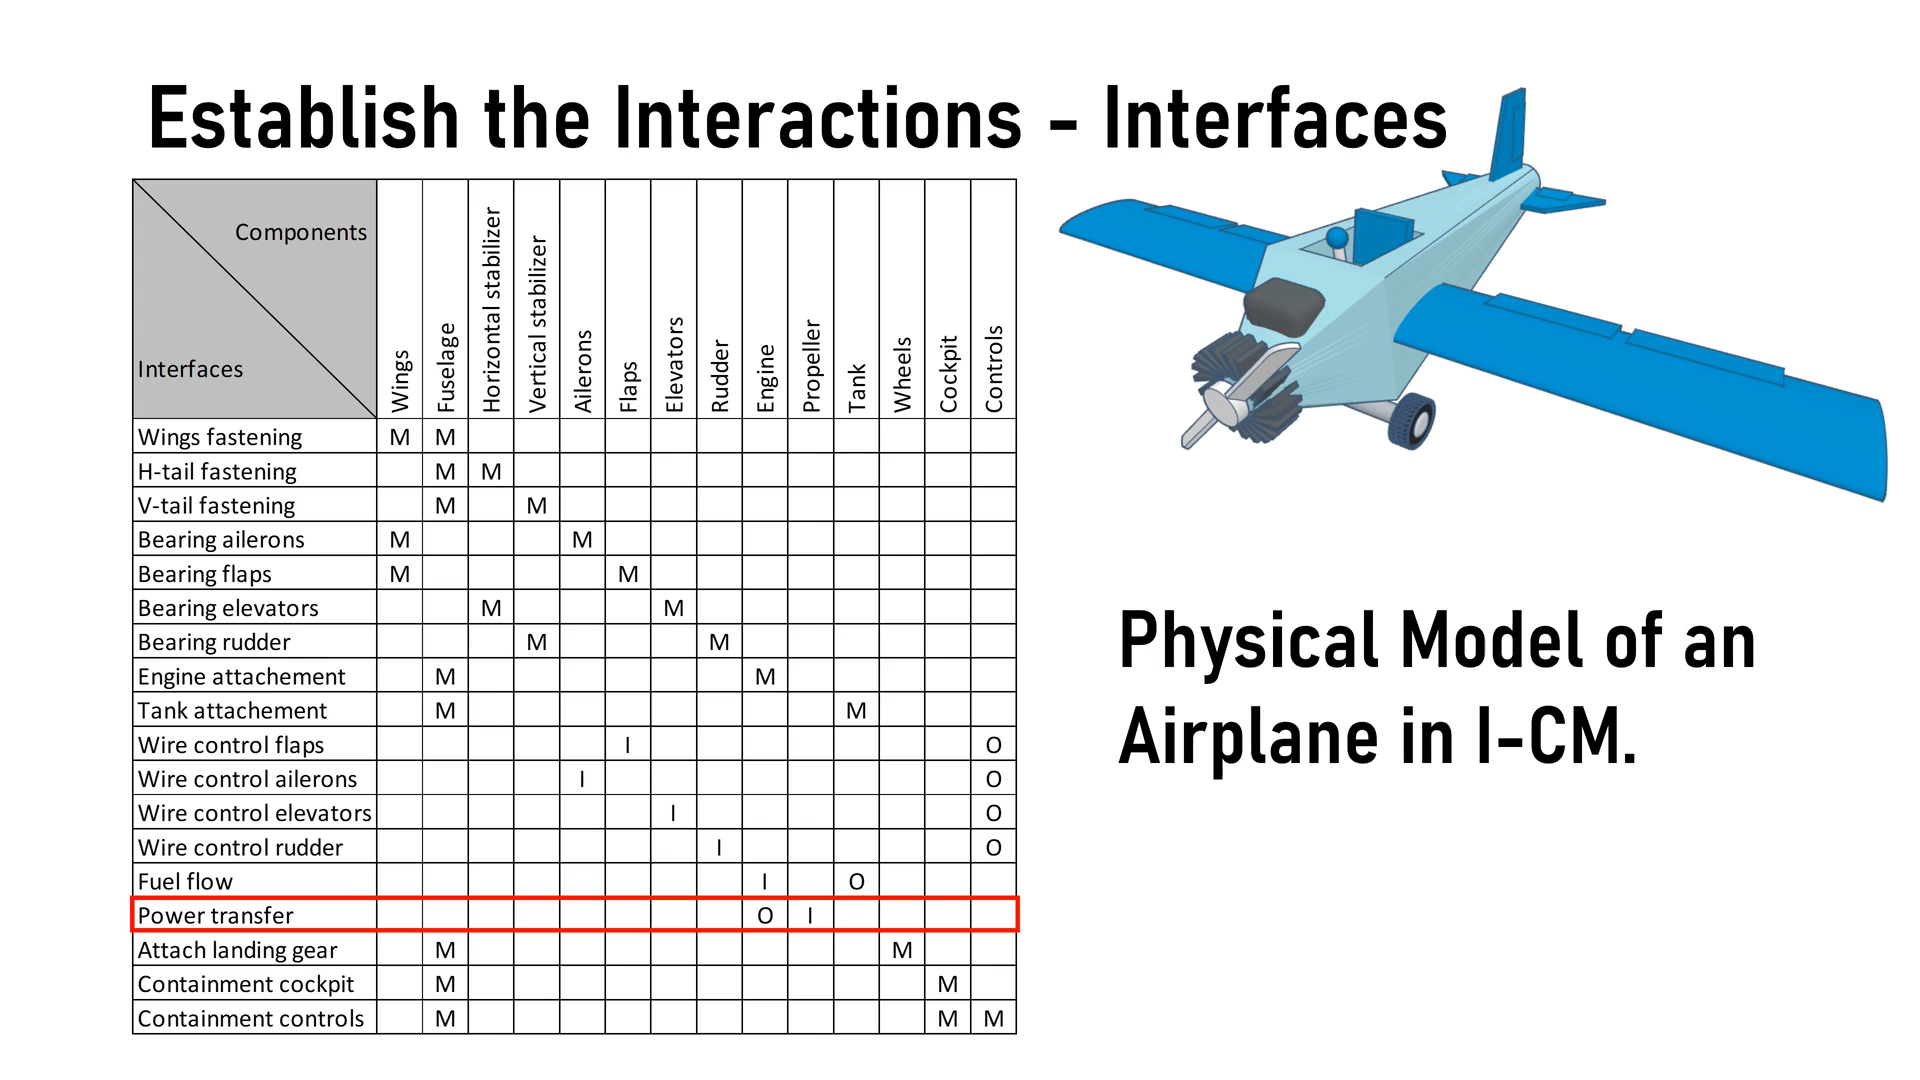 Establish the Interactions - Interfaces
Components
Interfaces
Wings
Fuselage
Horizontal stabilizer
Vertical stabilizer
Ailerons
Flaps
Elevators
Rudder
Engine
Propeller
Tank
Wheels
Cockpit
Controls
Wings fastening M M
H-tail fastening M M
V-tail fastening M M
Bearing ailerons M M
Bearing flaps M M
Bearing elevators M M
Bearing rudder M M
Engine attachement M M
Tank attachement M M
Wire control flaps I O
Wire control ailerons I O
Wire control elevators I O
Wire control rudder I O
Fuel flow I O
Power transfer O I
Attach landing gear M M
Containment cockpit M M
Containment controls M M M
Physical Model of an
Airplane in I-CM.